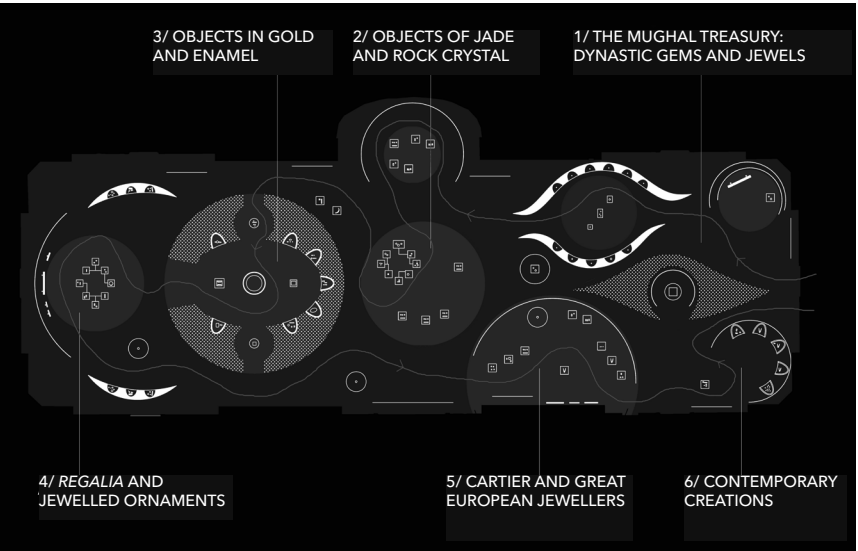 3/ OBJECTS IN GOLD
AND ENAMEL
2/ OBJECTS OF JADE
AND ROCK CRYSTAL
1/ THE MUGHAL TREASURY:
DYNASTIC GEMS AND JEWELS
4/ REGALIA AND
JEWELLED ORNAMENTS
5/ CARTIER AND GREAT
EUROPEAN JEWELLERS
6/ CONTEMPORARY
CREATIONS